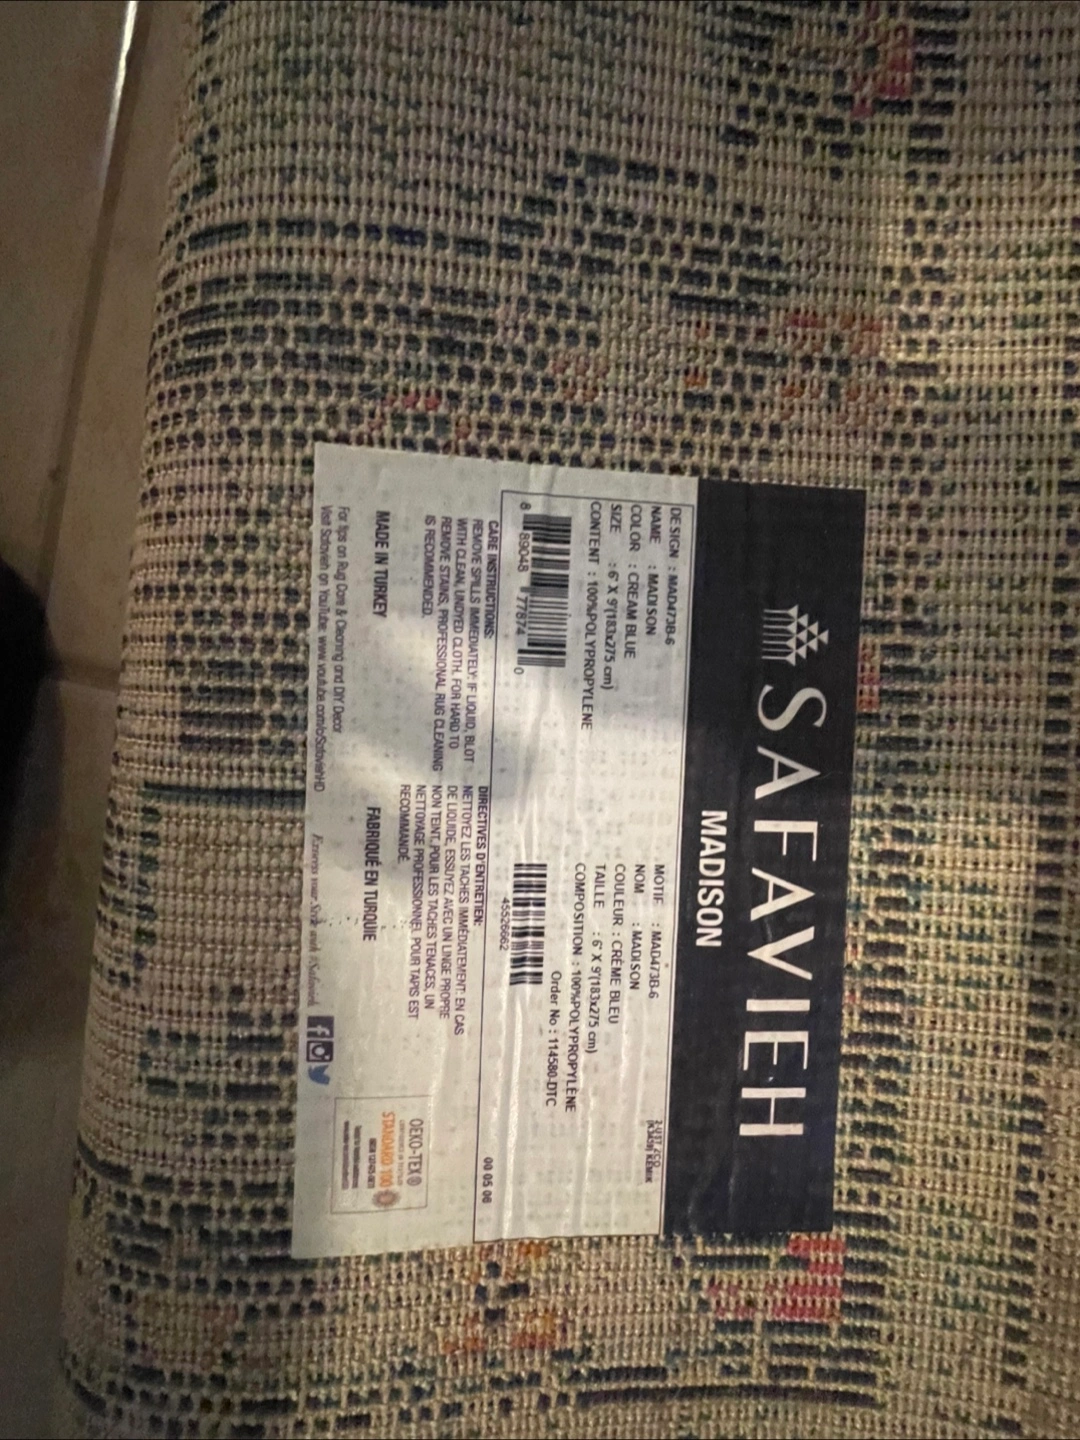 SAFAVIEH
MADISON
DESIGN : MAD473B-6
NAME : MADISON
COLOR : CREAM BLUE
SIZE : 6' X 9'(183x275 cm)
CONTENT : 100%POLYPROPYLENE
8 89048 77874 0
MOTIF : MAD473B-6
NOM : MADISON
COULEUR : CRÈME BLEU
TAILLE : 6' X 9'(183x275 cm)
COMPOSITION : 100%POLYPROPYLÈNE
Order No : 114580-DTC
45526662
00 05 06
CARE INSTRUCTIONS:
REMOVE SPILLS IMMEDIATELY: IF LIQUID, BLOT
WITH CLEAN, UNDYED CLOTH. FOR HARD TO
REMOVE STAINS, PROFESSIONAL RUG CLEANING
IS RECOMMENDED.
DIRECTIVES D'ENTRETIEN:
NETTOYEZ LES TACHES IMMÉDIATEMENT: EN CAS
DE LIQUIDE, ESSUYEZ AVEC UN LINGE PROPRE
NON TEINT, POUR LES TACHES TENACES, UN
NETTOYAGE PROFESSIONNEL POUR TAPIS EST
RECOMMANDÉ.
MADE IN TURKEY
FABRIQUÉ EN TURQUIE
For Tips on Rug Care & Cleaning and DIY Decor
Visit Safavieh on YouTube www.youtube.com/c/SafaviehHD
Express your Style and #Safavieh
OEKO-TEX®
STANDARD 100